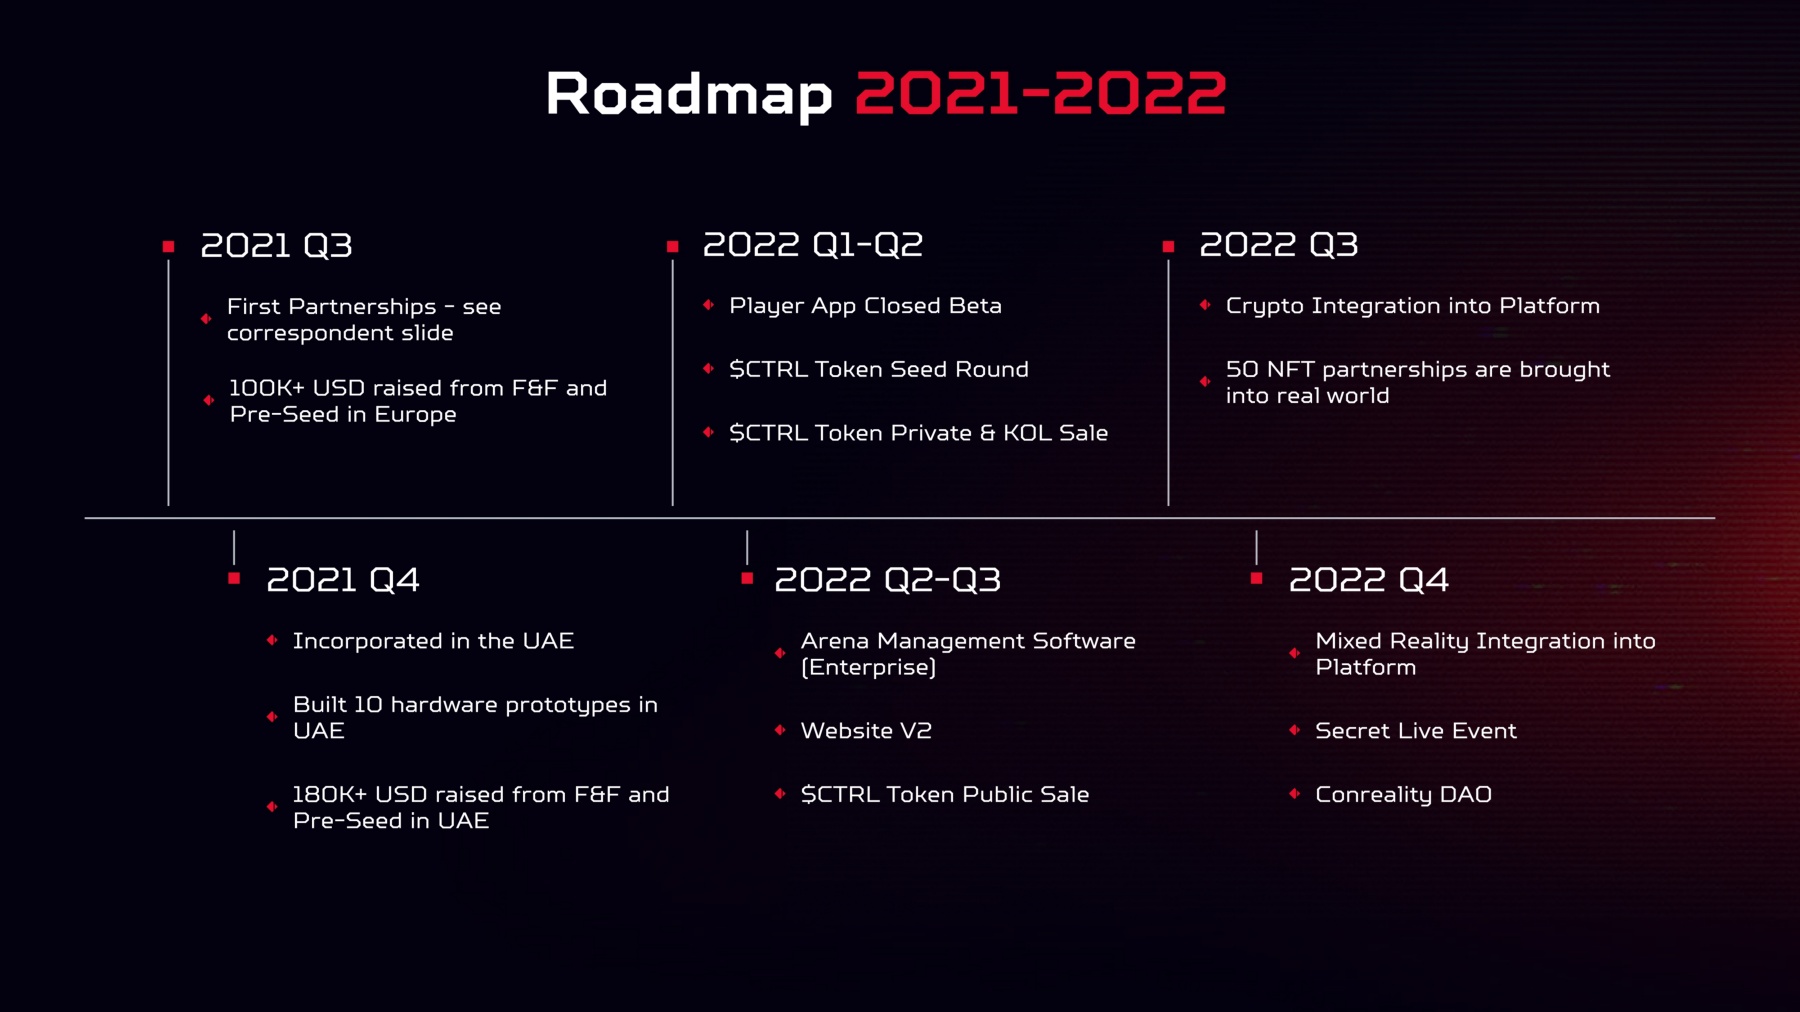 Roadmap 2021-2022
2021 Q3
First Partnerships - see
correspondent slide
100K+ USD raised from F&F and
Pre-Seed in Europe
2022 Q1-Q2
Player App Closed Beta
$CTRL Token Seed Round
$CTRL Token Private & KOL Sale
2022 Q3
Crypto Integration into Platform
50 NFT partnerships are brought
into real world
2021 Q4
Incorporated in the UAE
Built 10 hardware prototypes in
UAE
180K+ USD raised from F&F and
Pre-Seed in UAE
2022 Q2-Q3
Arena Management Software
(Enterprise)
Website V2
$CTRL Token Public Sale
2022 Q4
Mixed Reality Integration into
Platform
Secret Live Event
Conreality DAO